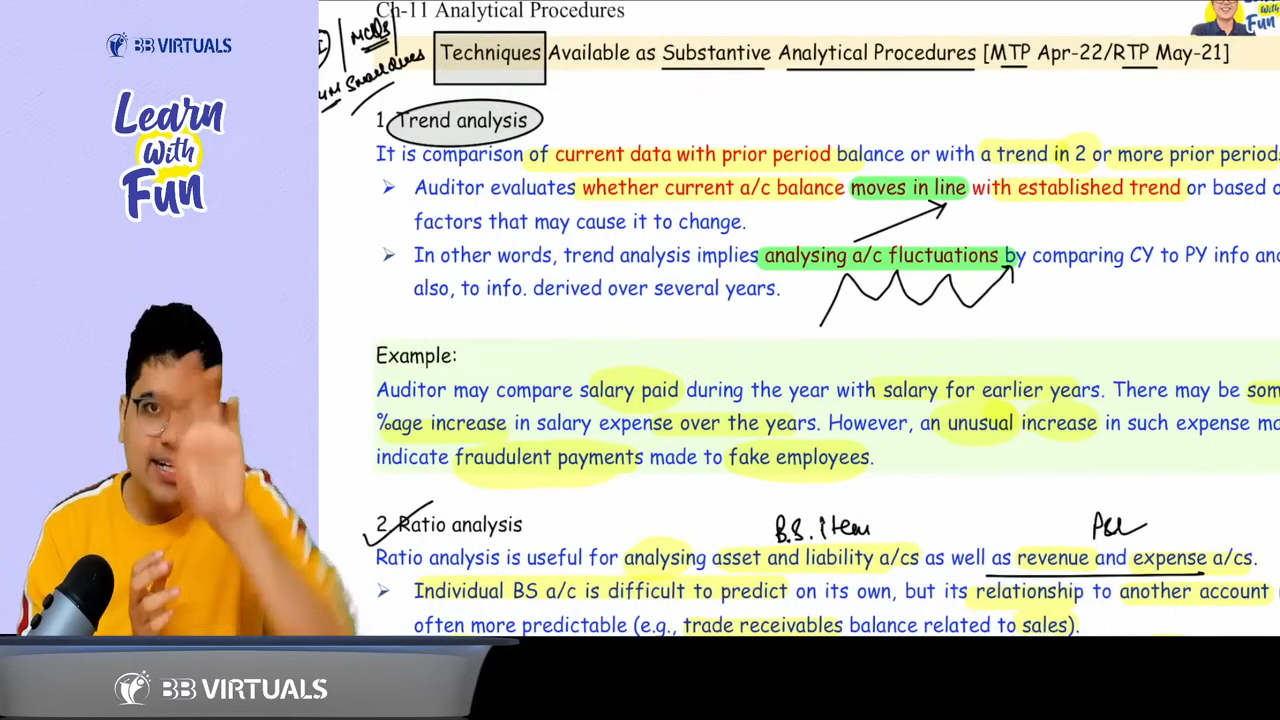 BB VIRTUALS
Learn
With
Fun
With
Fun
Ch-11 Analytical Procedures
MCQs
4M
Techniques Available as Substantive Analytical Procedures [MTP Apr-22/RTP May-21]
1 Trend analysis
It is comparison of current data with prior period balance or with a trend in 2 or more prior periods
➤ Auditor evaluates whether current a/c balance moves in line with established trend or based o
factors that may cause it to change.
➤ In other words, trend analysis implies analysing a/c fluctuations by comparing CY to PY info and
also, to info. derived over several years.
Example:
Auditor may compare salary paid during the year with salary for earlier years. There may be som
%age increase in salary expense over the years. However, an unusual increase in such expense ma
indicate fraudulent payments made to fake employees.
2 Ratio analysis
B.S. Item
P&L
Ratio analysis is useful for analysing asset and liability a/cs as well as revenue and expense a/cs.
➤ Individual BS a/c is difficult to predict on its own, but its relationship to another account
often more predictable (e.g., trade receivables balance related to sales).
BB VIRTUALS